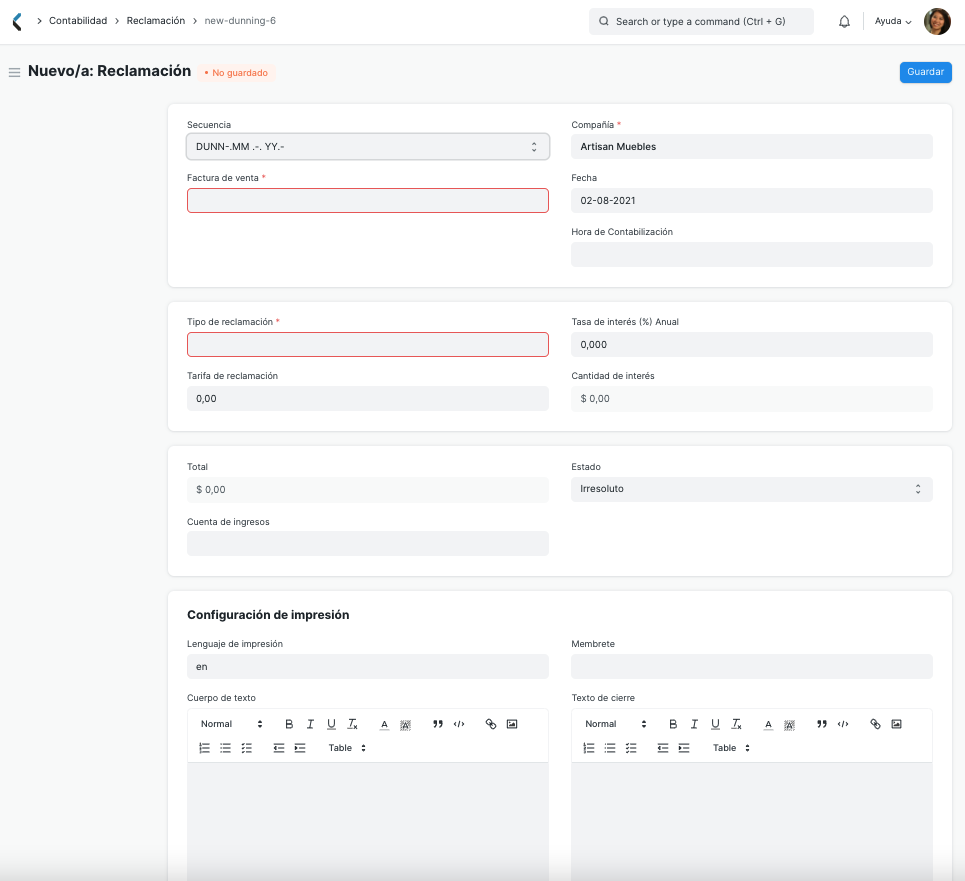 Contabilidad
Reclamación
new-dunning-6
Search or type a command (Ctrl + G)
Ayuda
Nuevo/a: Reclamación
No guardado
Guardar
Secuencia
DUNN-.MM .-. YY.-
Compañía *
Artisan Muebles
Factura de venta *
Fecha
02-08-2021
Hora de Contabilización
Tipo de reclamación *
Tasa de interés (%) Anual
0,000
Tarifa de reclamación
0,00
Cantidad de interés
$ 0,00
Total
$ 0,00
Estado
Irresoluto
Cuenta de ingresos
Configuración de impresión
Lenguaje de impresión
en
Membrete
Cuerpo de texto
Normal
Table
Texto de cierre
Normal
Table